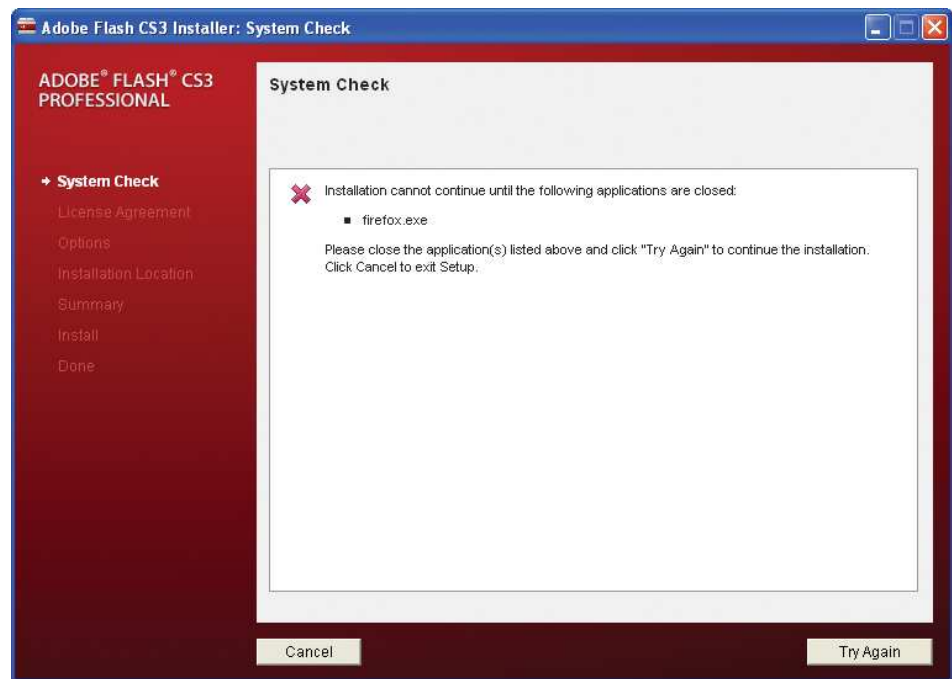 Adobe Flash CS3 Installer: System Check
ADOBE® FLASH® CS3
PROFESSIONAL
System Check
License Agreement
Options
Installation Location
Summary
Install
Done
System Check
Installation cannot continue until the following applications are closed:
▪ firefox.exe
Please close the application(s) listed above and click "Try Again" to continue the installation.
Click Cancel to exit Setup.
Cancel
Try Again